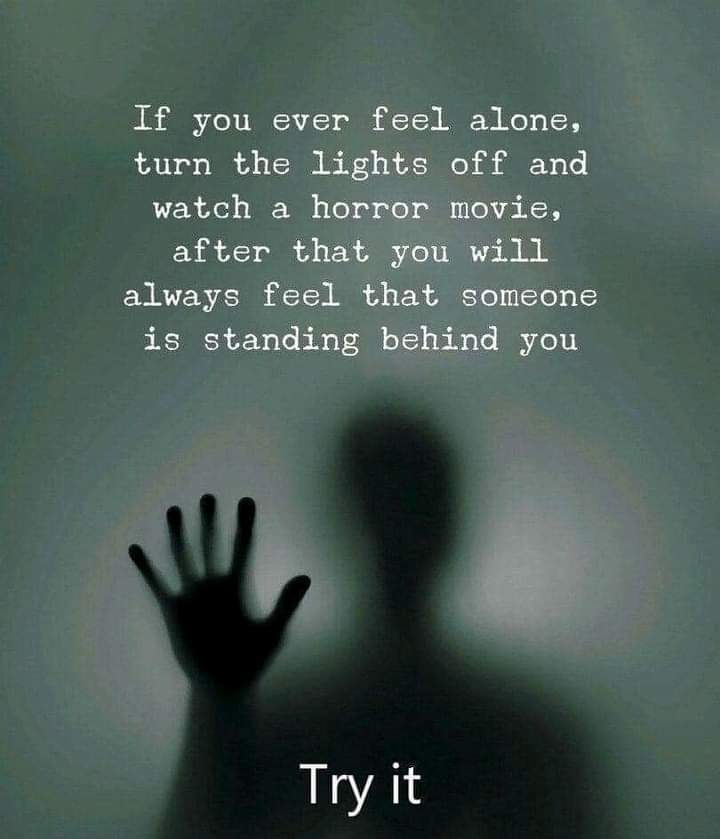 If you ever feel alone,
turn the lights off and
watch a horror movie,
after that you will
always feel that someone
is standing behind you
Try it